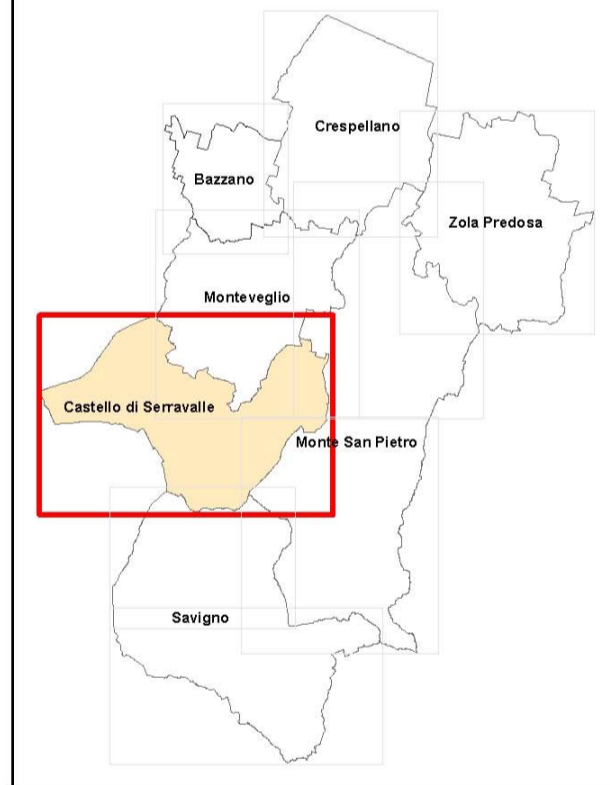 Crespellano
Bazzano
Zola Predosa
Monteveglio
Castello di Serravalle
Monte San Pietro
Savigno